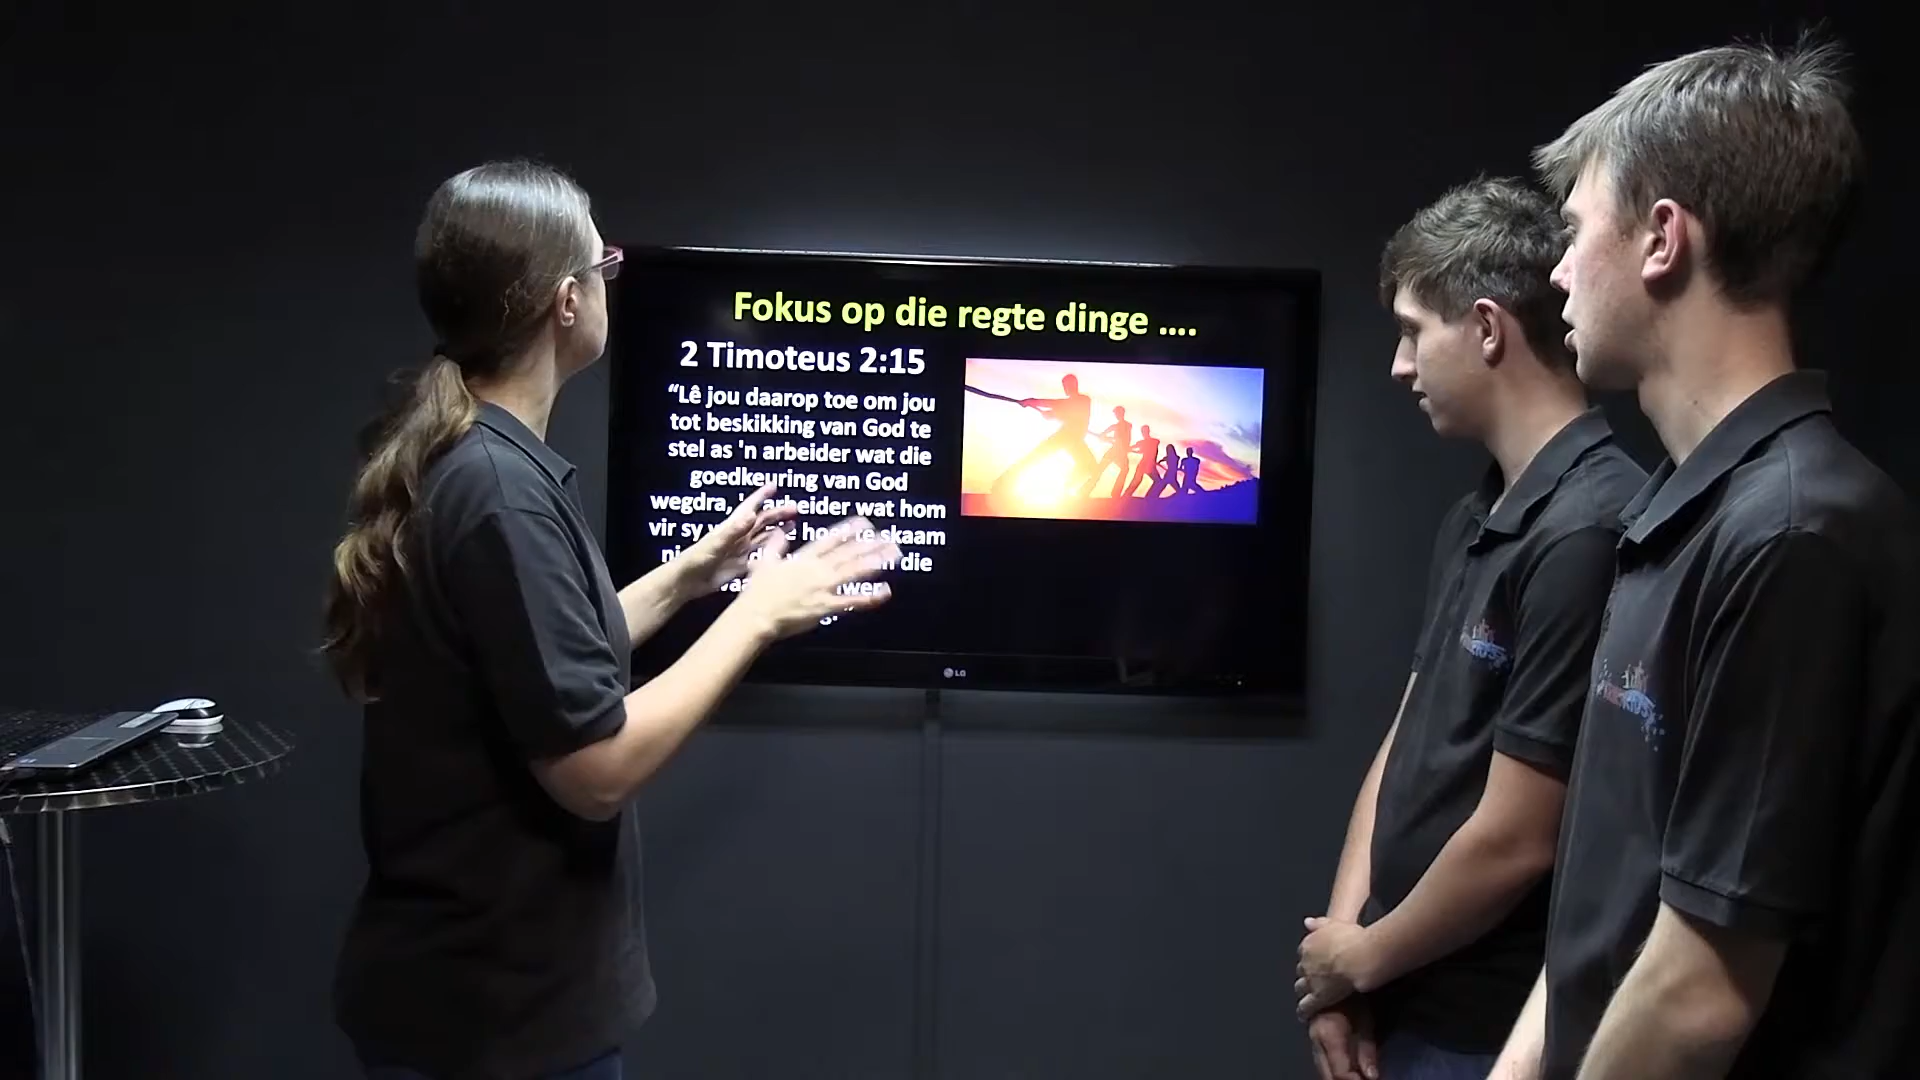 Fokus op die regte dinge ....
2 Timoteus 2:15
“Lê jou daarop toe om jou
tot beskikking van God te
stel as 'n arbeider wat die
goedkeuring van God
wegdra, 'n arbeider wat hom
vir sy te skaam
die
LG